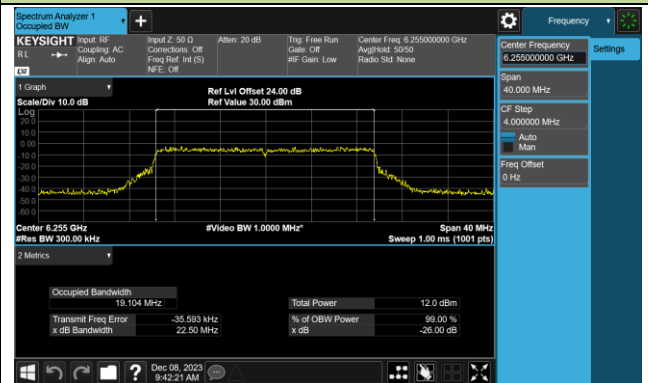 Spectrum Analyzer 1
Occupied BW
Frequency
KEYSIGHT
RL
Input: RF
Coupling: AC
Align: Auto
Input Z: 50 Ω
Corrections: Off
Freq Ref: Int (S)
NFE: Off
Atten: 20 dB
Trig: Free Run
Gate: Off
#IF Gain: Low
Center Freq: 6.255000000 GHz
Avg|Hold: 50/50
Radio Std: None
LXI
Center Frequency
6.255000000 GHz
Settings
Span
40.000 MHz
CF Step
4.000000 MHz
Auto
Man
Freq Offset
0 Hz
1 Graph
Scale/Div 10.0 dB
Ref Lvl Offset 24.00 dB
Ref Value 30.00 dBm
Log
20.0
10.0
0.00
-10.0
-20.0
-30.0
-40.0
-50.0
-60.0
Center 6.255 GHz
#Res BW 300.00 kHz
#Video BW 1.0000 MHz*
Span 40 MHz
Sweep 1.00 ms (1001 pts)
2 Metrics
Occupied Bandwidth
19.104 MHz
Total Power 12.0 dBm
Transmit Freq Error -35.593 kHz
% of OBW Power 99.00 %
x dB Bandwidth 22.50 MHz
x dB -26.00 dB
?
Dec 08, 2023
9:42:21 AM